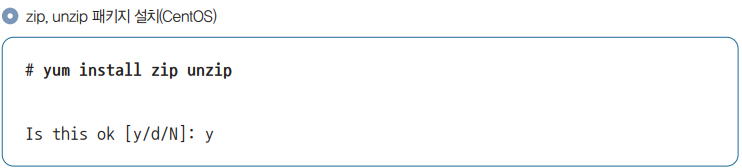 zip, unzip 패키지 설치(CentOS)
# yum install zip unzip
Is this ok [y/d/N]: y